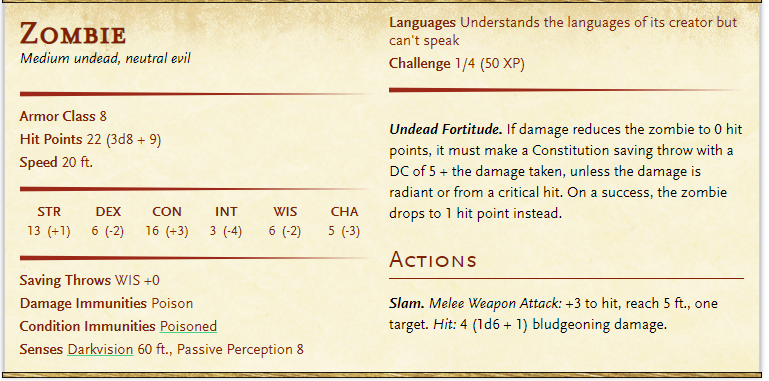 Zombie
Medium undead, neutral evil
Armor Class 8
Hit Points 22 (3d8 + 9)
Speed 20 ft.
STR DEX CON INT WIS CHA
13 (+1) 6 (-2) 16 (+3) 3 (-4) 6 (-2) 5 (-3)
Saving Throws WIS +0
Damage Immunities Poison
Condition Immunities Poisoned
Senses Darkvision 60 ft., Passive Perception 8
Languages Understands the languages of its creator but
can't speak
Challenge 1/4 (50 XP)
Undead Fortitude. If damage reduces the zombie to 0 hit
points, it must make a Constitution saving throw with a
DC of 5 + the damage taken, unless the damage is
radiant or from a critical hit. On a success, the zombie
drops to 1 hit point instead.
Actions
Slam. Melee Weapon Attack: +3 to hit, reach 5 ft., one
target. Hit: 4 (1d6 + 1) bludgeoning damage.